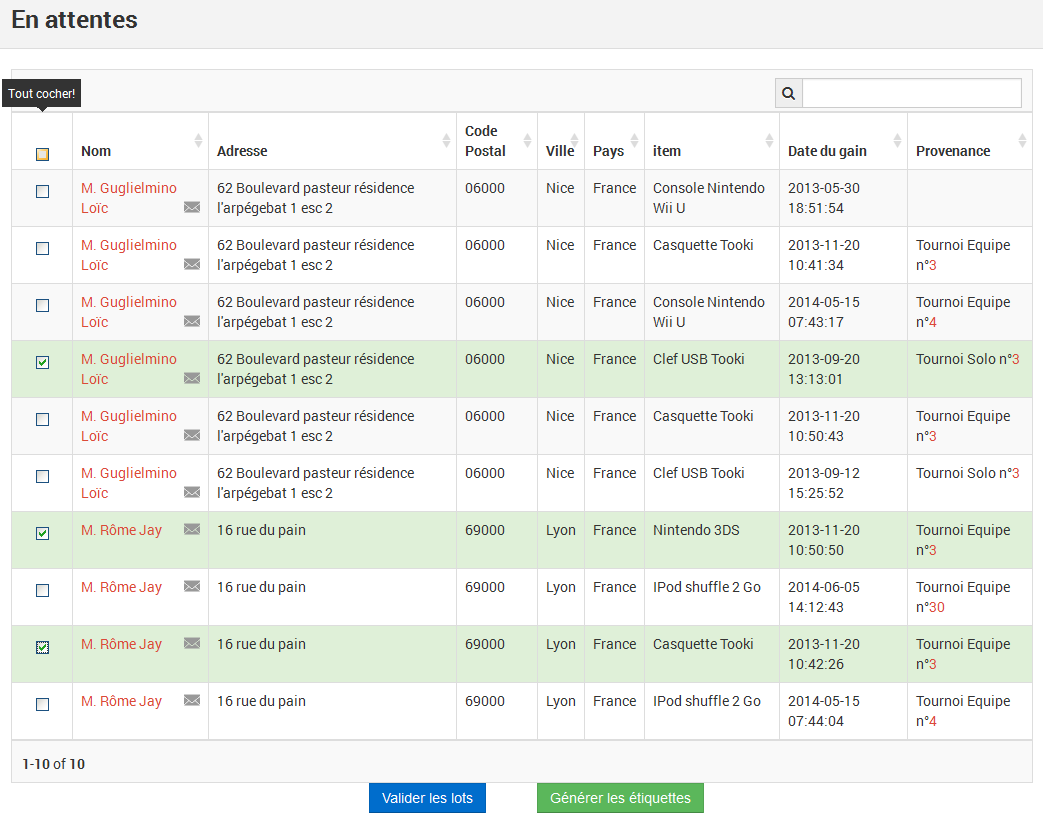 En attentes
Tout cocher!
Nom Adresse Code Postal Ville Pays item Date du gain Provenance
M. Guglielmino Loïc 62 Boulevard pasteur résidence l'arpégebat 1 esc 2 06000 Nice France Console Nintendo Wii U 2013-05-30 18:51:54
M. Guglielmino Loïc 62 Boulevard pasteur résidence l'arpégebat 1 esc 2 06000 Nice France Casquette Tooki 2013-11-20 10:41:34 Tournoi Equipe n°3
M. Guglielmino Loïc 62 Boulevard pasteur résidence l'arpégebat 1 esc 2 06000 Nice France Console Nintendo Wii U 2014-05-15 07:43:17 Tournoi Equipe n°4
M. Guglielmino Loïc 62 Boulevard pasteur résidence l'arpégebat 1 esc 2 06000 Nice France Clef USB Tooki 2013-09-20 13:13:01 Tournoi Solo n°3
M. Guglielmino Loïc 62 Boulevard pasteur résidence l'arpégebat 1 esc 2 06000 Nice France Casquette Tooki 2013-11-20 10:50:43 Tournoi Equipe n°3
M. Guglielmino Loïc 62 Boulevard pasteur résidence l'arpégebat 1 esc 2 06000 Nice France Clef USB Tooki 2013-09-12 15:25:52 Tournoi Solo n°3
M. Rôme Jay 16 rue du pain 69000 Lyon France Nintendo 3DS 2013-11-20 10:50:50 Tournoi Equipe n°3
M. Rôme Jay 16 rue du pain 69000 Lyon France IPod shuffle 2 Go 2014-06-05 14:12:43 Tournoi Equipe n°30
M. Rôme Jay 16 rue du pain 69000 Lyon France Casquette Tooki 2013-11-20 10:42:26 Tournoi Equipe n°3
M. Rôme Jay 16 rue du pain 69000 Lyon France IPod shuffle 2 Go 2014-05-15 07:44:04 Tournoi Equipe n°4
1-10 of 10
Valider les lots
Générer les étiquettes